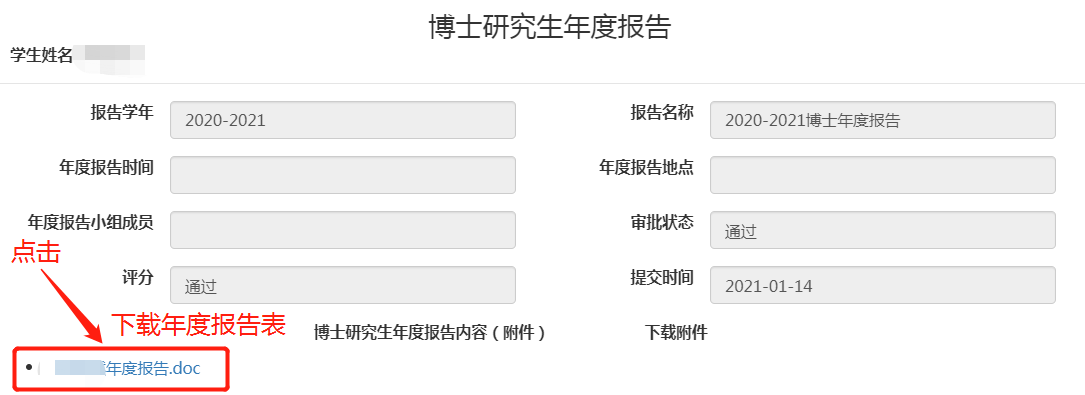 博士研究生年度报告
学生姓名
报告学年 2020-2021 报告名称 2020-2021博士年度报告
年度报告时间 年度报告地点
年度报告小组成员 审批状态 通过
点击
评分 通过 提交时间 2021-01-14
下载年度报告表 博士研究生年度报告内容（附件） 下载附件
年度报告.doc